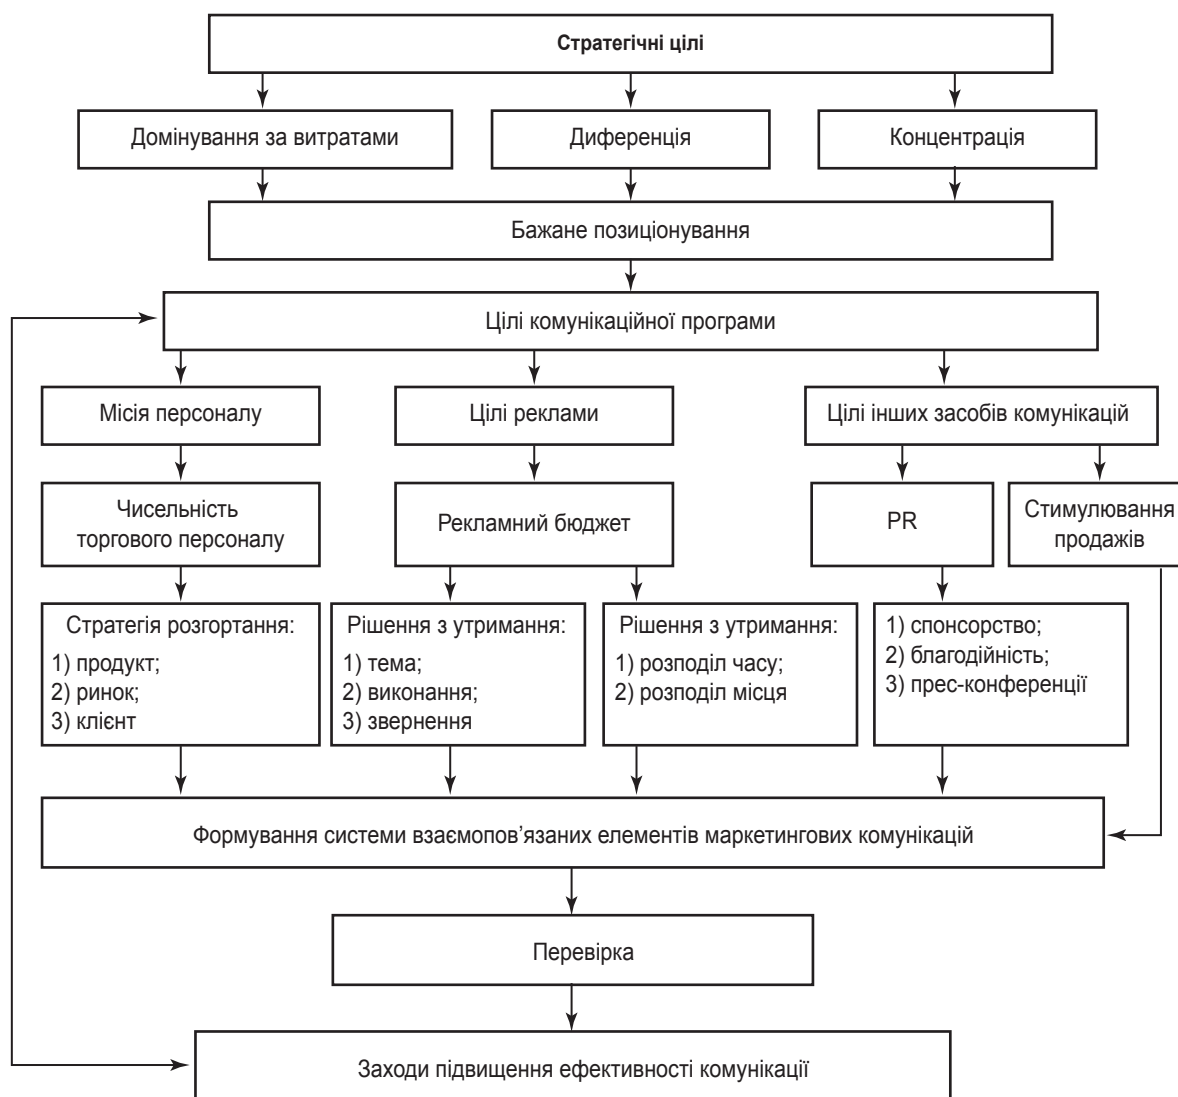 Стратегічні цілі
Домінування за витратами
Диференція
Концентрація
Бажане позиціонування
Цілі комунікаційної програми
Місія персоналу
Цілі реклами
Цілі інших засобів комунікацій
Чисельність
торгового персоналу
Рекламний бюджет
PR
Стимулювання
продажів
Стратегія розгортання:
1) продукт;
2) ринок;
3) клієнт
Рішення з утримання:
1) тема;
2) виконання;
3) звернення
Рішення з утримання:
1) розподіл часу;
2) розподіл місця
1) спонсорство;
2) благодійність;
3) прес-конференції
Формування системи взаємопов’язаних елементів маркетингових комунікацій
Перевірка
Заходи підвищення ефективності комунікації